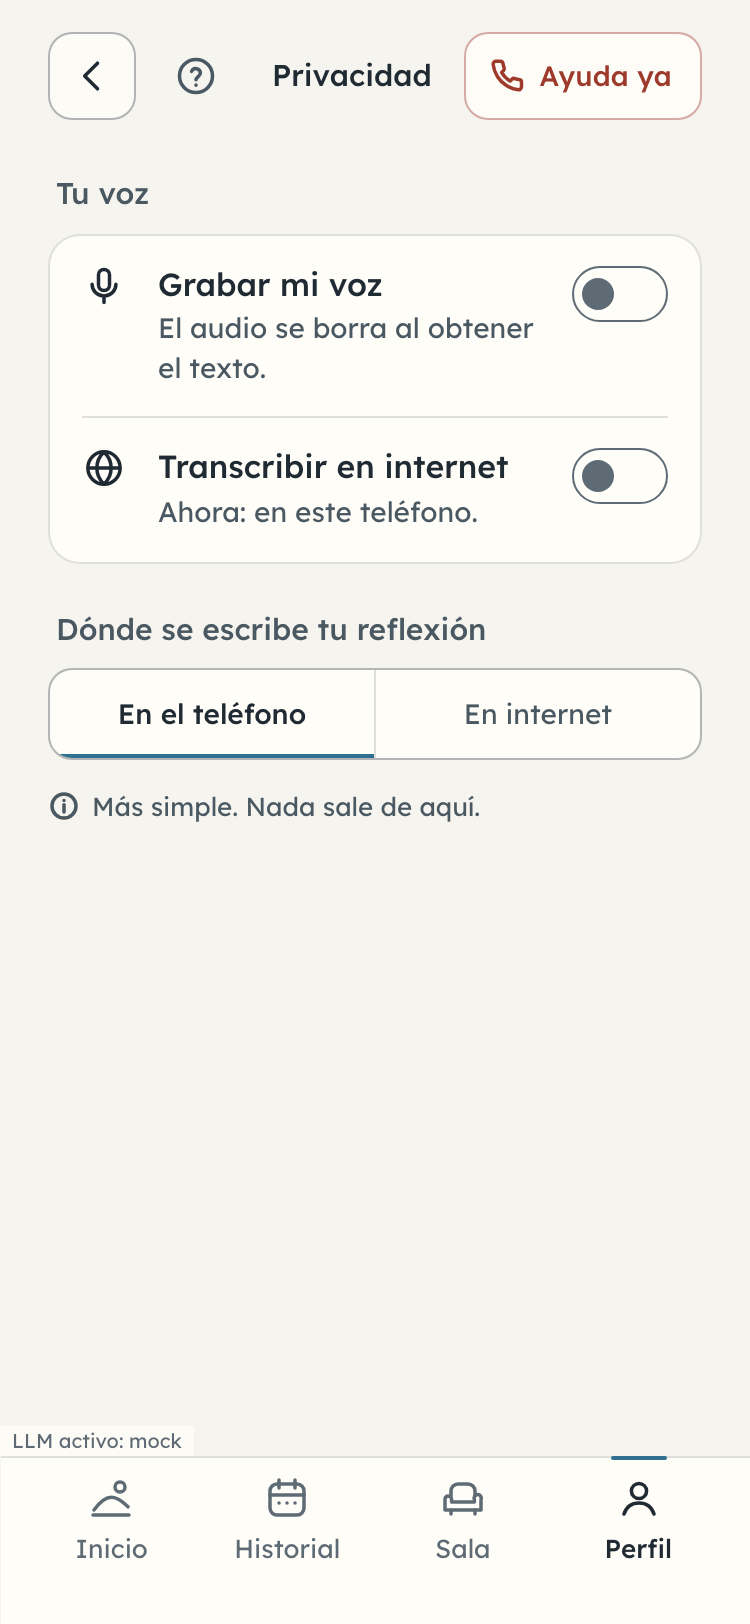 Privacidad
Ayuda ya
Tu voz
Grabar mi voz
El audio se borra al obtener
el texto.
Transcribir en internet
Ahora: en este teléfono.
Dónde se escribe tu reflexión
En el teléfono
En internet
Más simple. Nada sale de aquí.
LLM activo: mock
Inicio
Historial
Sala
Perfil